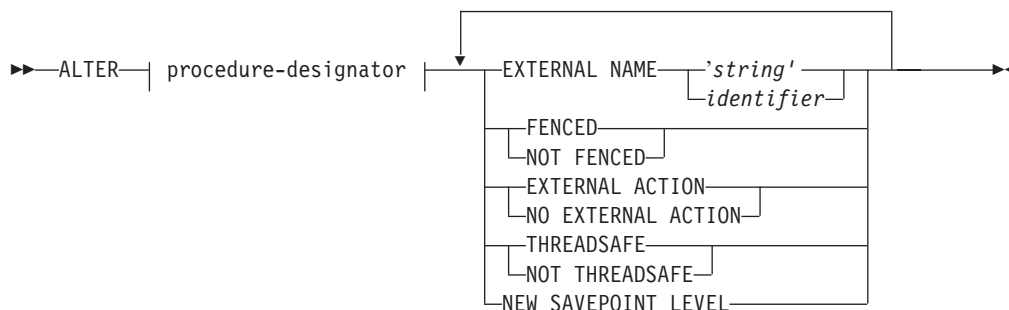 ALTER procedure-designator EXTERNAL NAME 'string'
identifier
FENCED
NOT FENCED
EXTERNAL ACTION
NO EXTERNAL ACTION
THREADSAFE
NOT THREADSAFE
NEW SAVEPOINT LEVEL